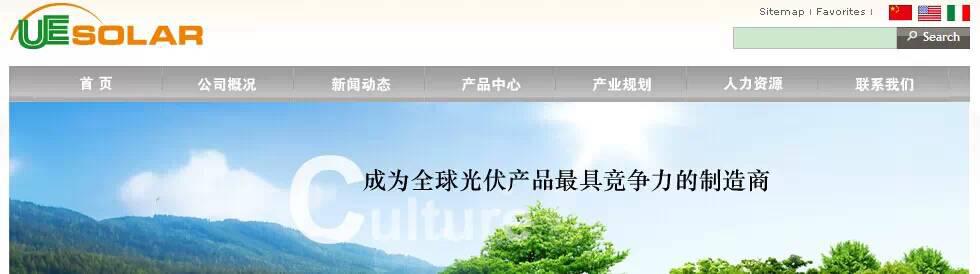 UESOLAR
Sitemap | Favorites |
Search
首 页 公司概况 新闻动态 产品中心 产业规划 人力资源 联系我们
成为全球光伏产品最具竞争力的制造商
Culture